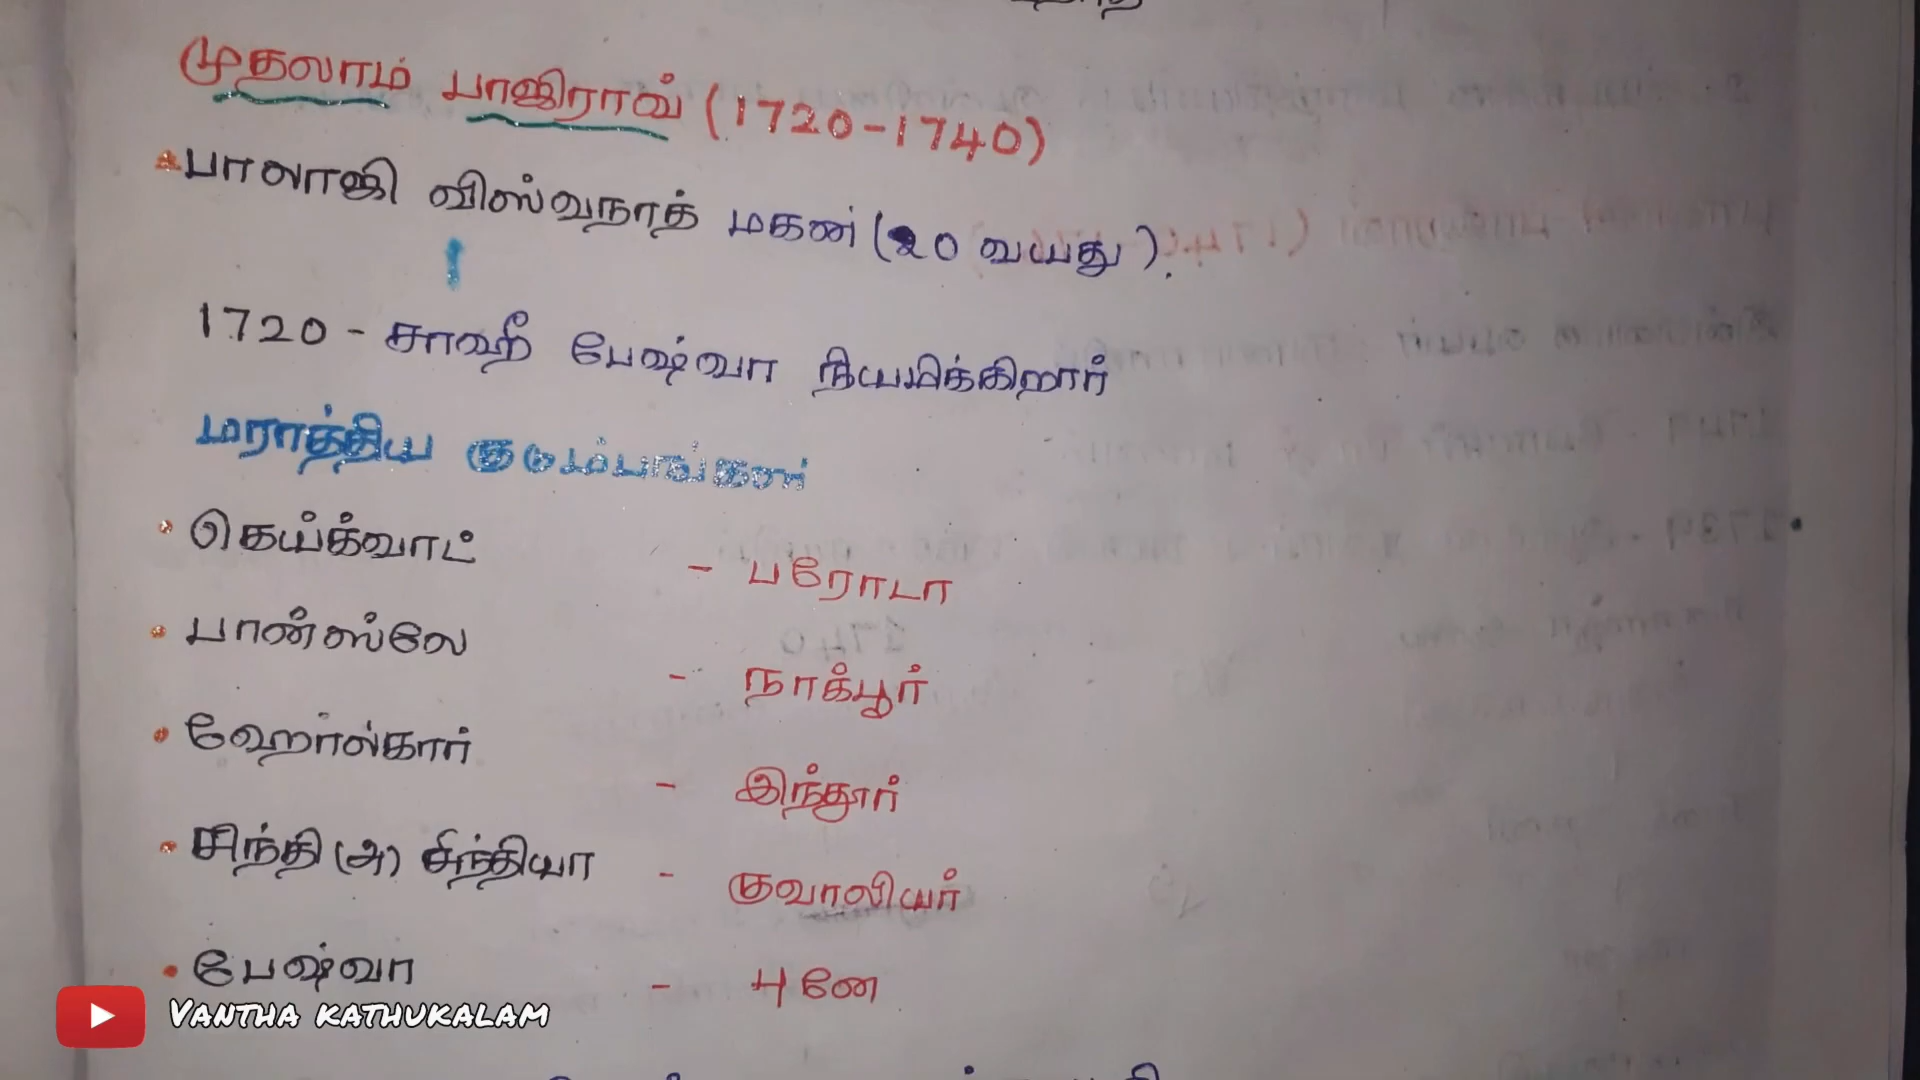 முதலாம் பாஜிராவ் (1720-1740)
பாலாஜி விஸ்வநாத் மகன் (20 வயது).
1720 - சாஹீ பேஷ்வா நியமிக்கிறார்
மராத்திய குடும்பங்கள்
• கெய்க்வாட் - பரோடா
• பான்ஸ்லே - நாக்பூர்
• ஹோல்கார் - இந்தூர்
• சிந்தி (அ) சிந்தியா - குவாலியர்
• பேஷ்வா - புனே
VANTHA KATHUKALAM